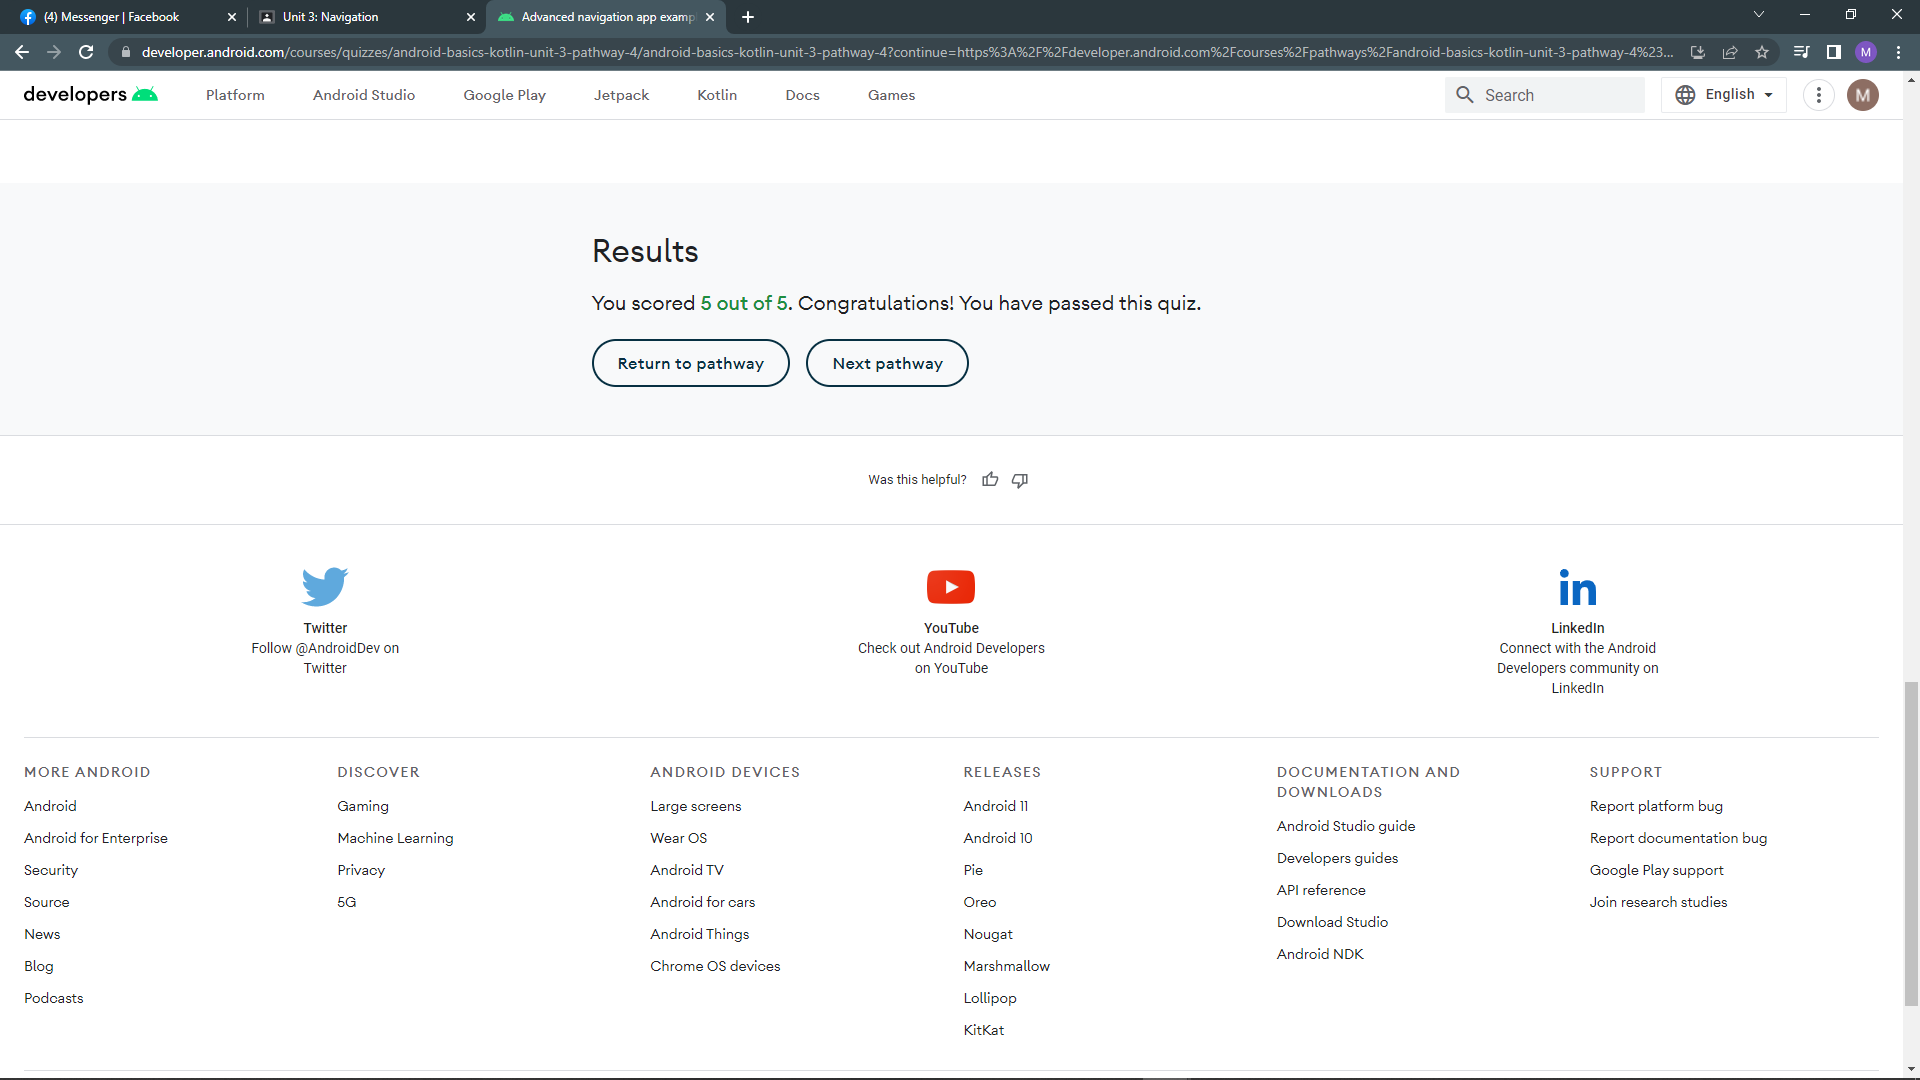 (4) Messenger | Facebook
Unit 3: Navigation
Advanced navigation app examp
developer.android.com/courses/quizzes/android-basics-kotlin-unit-3-pathway-4/android-basics-kotlin-unit-3-pathway-4?continue=https%3A%2F%2Fdeveloper.android.com%2Fcourses%2Fpathways%2Fandroid-basics-kotlin-unit-3-pathway-4%23...
M
developers
Platform
Android Studio
Google Play
Jetpack
Kotlin
Docs
Games
Search
English
M
Results
You scored 5 out of 5. Congratulations! You have passed this quiz.
Return to pathway
Next pathway
Was this helpful?
Twitter
Follow @AndroidDev on
Twitter
YouTube
Check out Android Developers
on YouTube
in
LinkedIn
Connect with the Android
Developers community on
LinkedIn
MORE ANDROID
Android
Android for Enterprise
Security
Source
News
Blog
Podcasts
DISCOVER
Gaming
Machine Learning
Privacy
5G
ANDROID DEVICES
Large screens
Wear OS
Android TV
Android for cars
Android Things
Chrome OS devices
RELEASES
Android 11
Android 10
Pie
Oreo
Nougat
Marshmallow
Lollipop
KitKat
DOCUMENTATION AND
DOWNLOADS
Android Studio guide
Developers guides
API reference
Download Studio
Android NDK
SUPPORT
Report platform bug
Report documentation bug
Google Play support
Join research studies